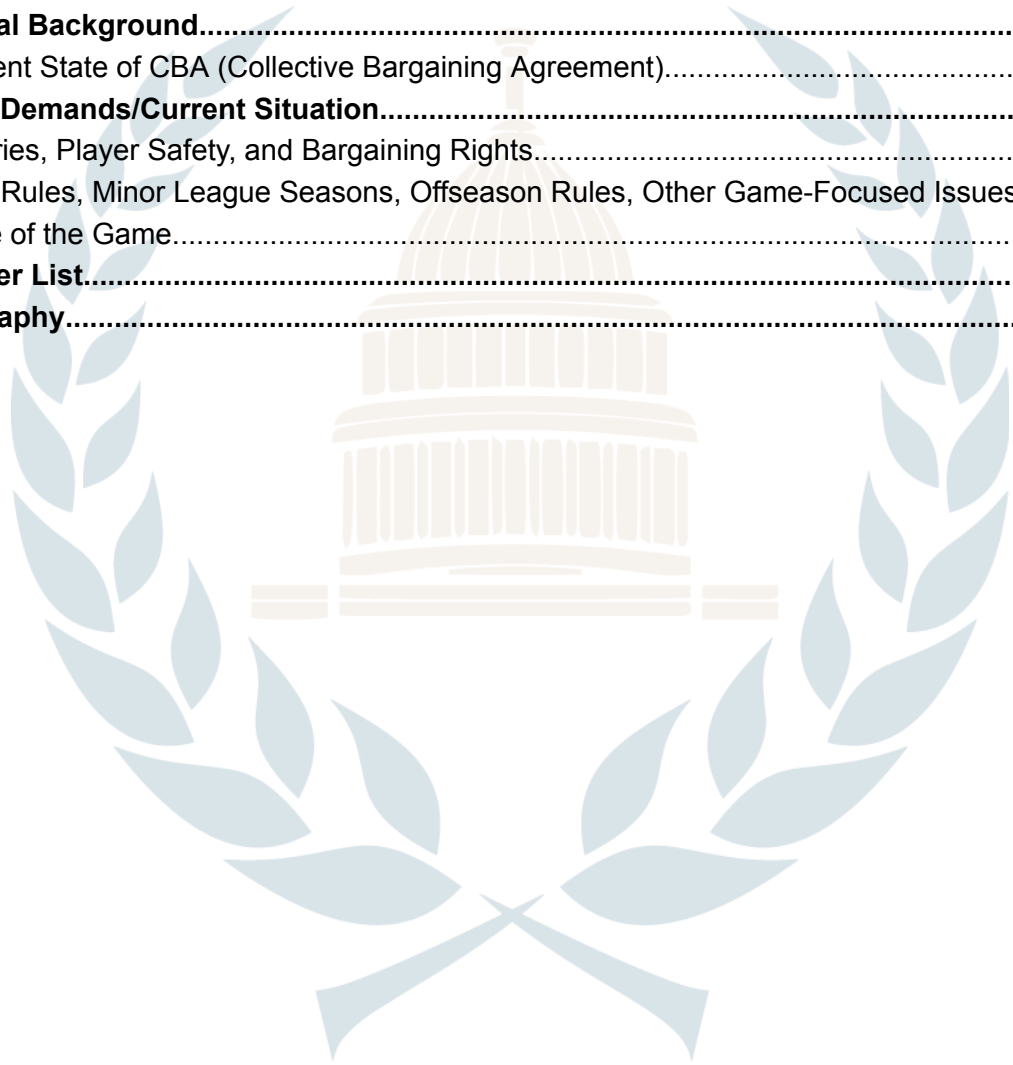 al Background....................................................................................................
ent State of CBA (Collective Bargaining Agreement)..........................................
Demands/Current Situation..........................................................................
ries, Player Safety, and Bargaining Rights...........................................................
Rules, Minor League Seasons, Offseason Rules, Other Game-Focused Issues
e of the Game.......................................................................................................
er List..................................................................................................................
aphy....................................................................................................................